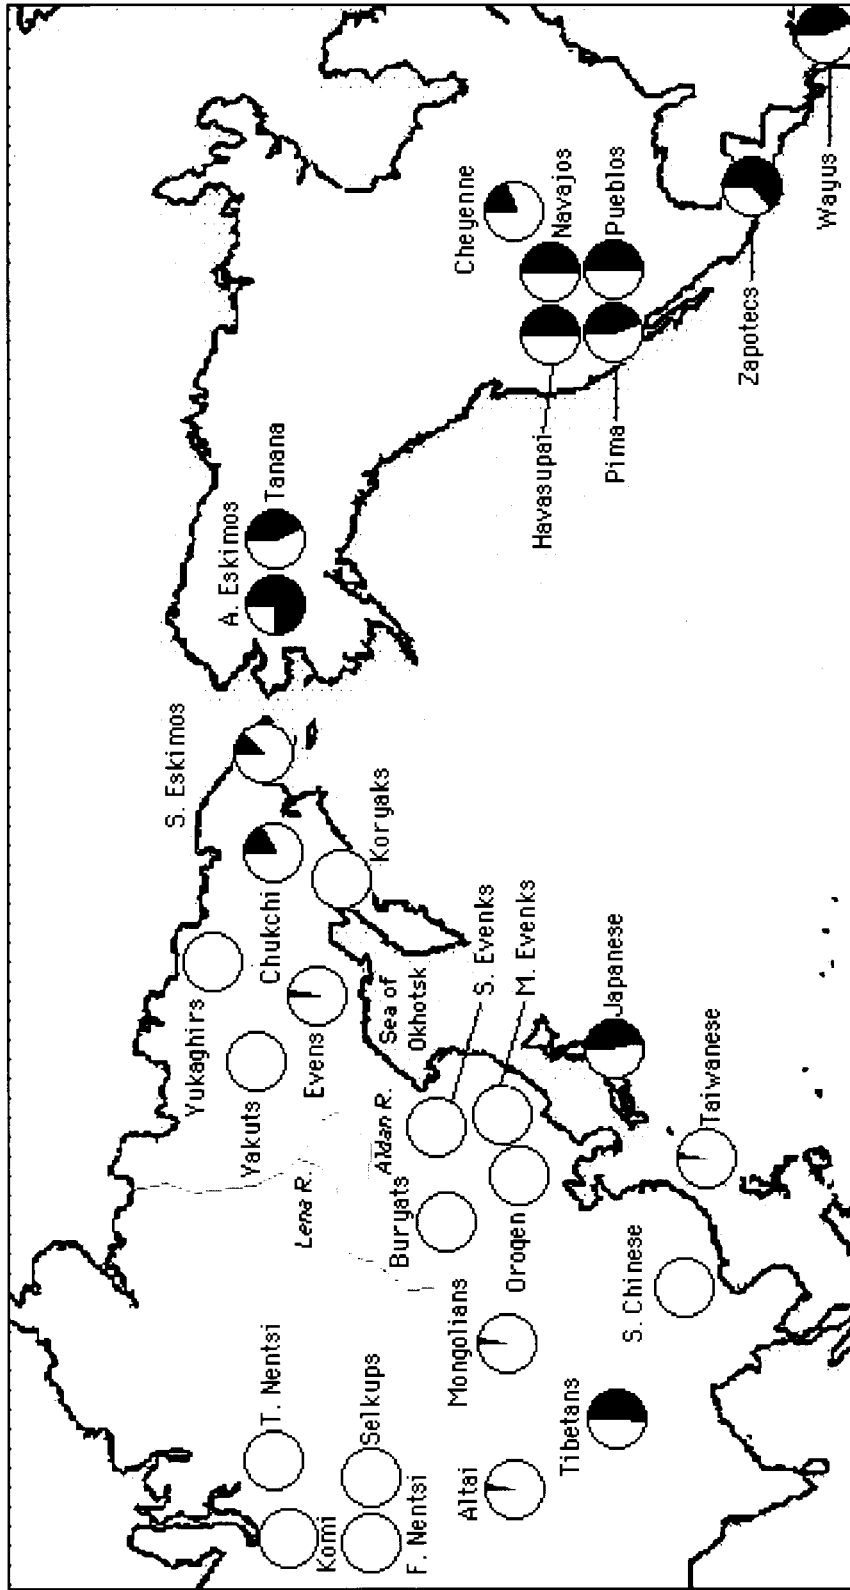 S. Eskimos
A. Eskimos
Tanana
Yukaghirs
Chukchi
Koryaks
Yakuts
Evens
Sea of
Okhotsk
Lena R.
Aldan R.
S. Evenks
M. Evenks
T. Nentsi
Komi
Selkups
F. Nentsi
Buryats
Mongolians
Oroqen
Altai
Tibetans
S. Chinese
Japanese
Taiwanese
Cheyenne
Navajos
Pueblos
Havasupai
Pima
Zapotecs
Wayus